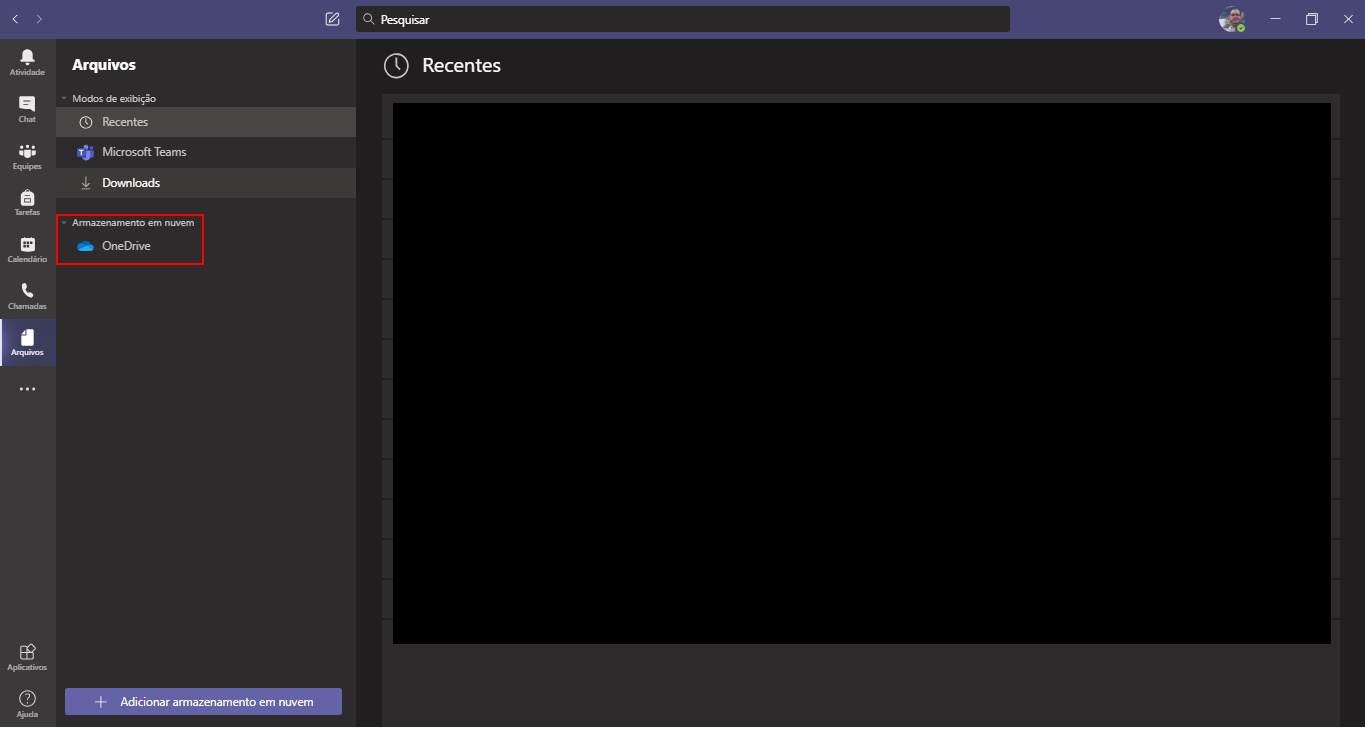 Pesquisar
Atividade
Chat
Equipes
Tarefas
Calendário
Chamadas
Arquivos
Aplicativos
Ajuda
Arquivos
Modos de exibição
Recentes
Microsoft Teams
Downloads
Armazenamento em nuvem
OneDrive
Adicionar armazenamento em nuvem
Recentes